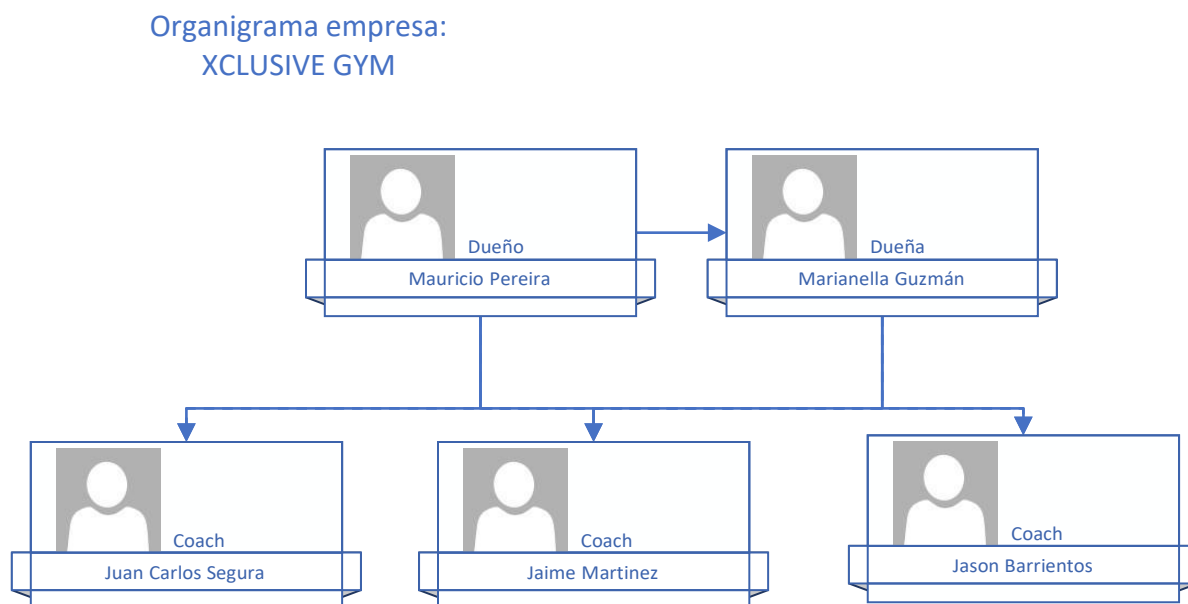 Organigrama empresa:
XCLUSIVE GYM
Dueño
Mauricio Pereira
Dueña
Marianella Guzmán
Coach
Juan Carlos Segura
Coach
Jaime Martinez
Coach
Jason Barrientos